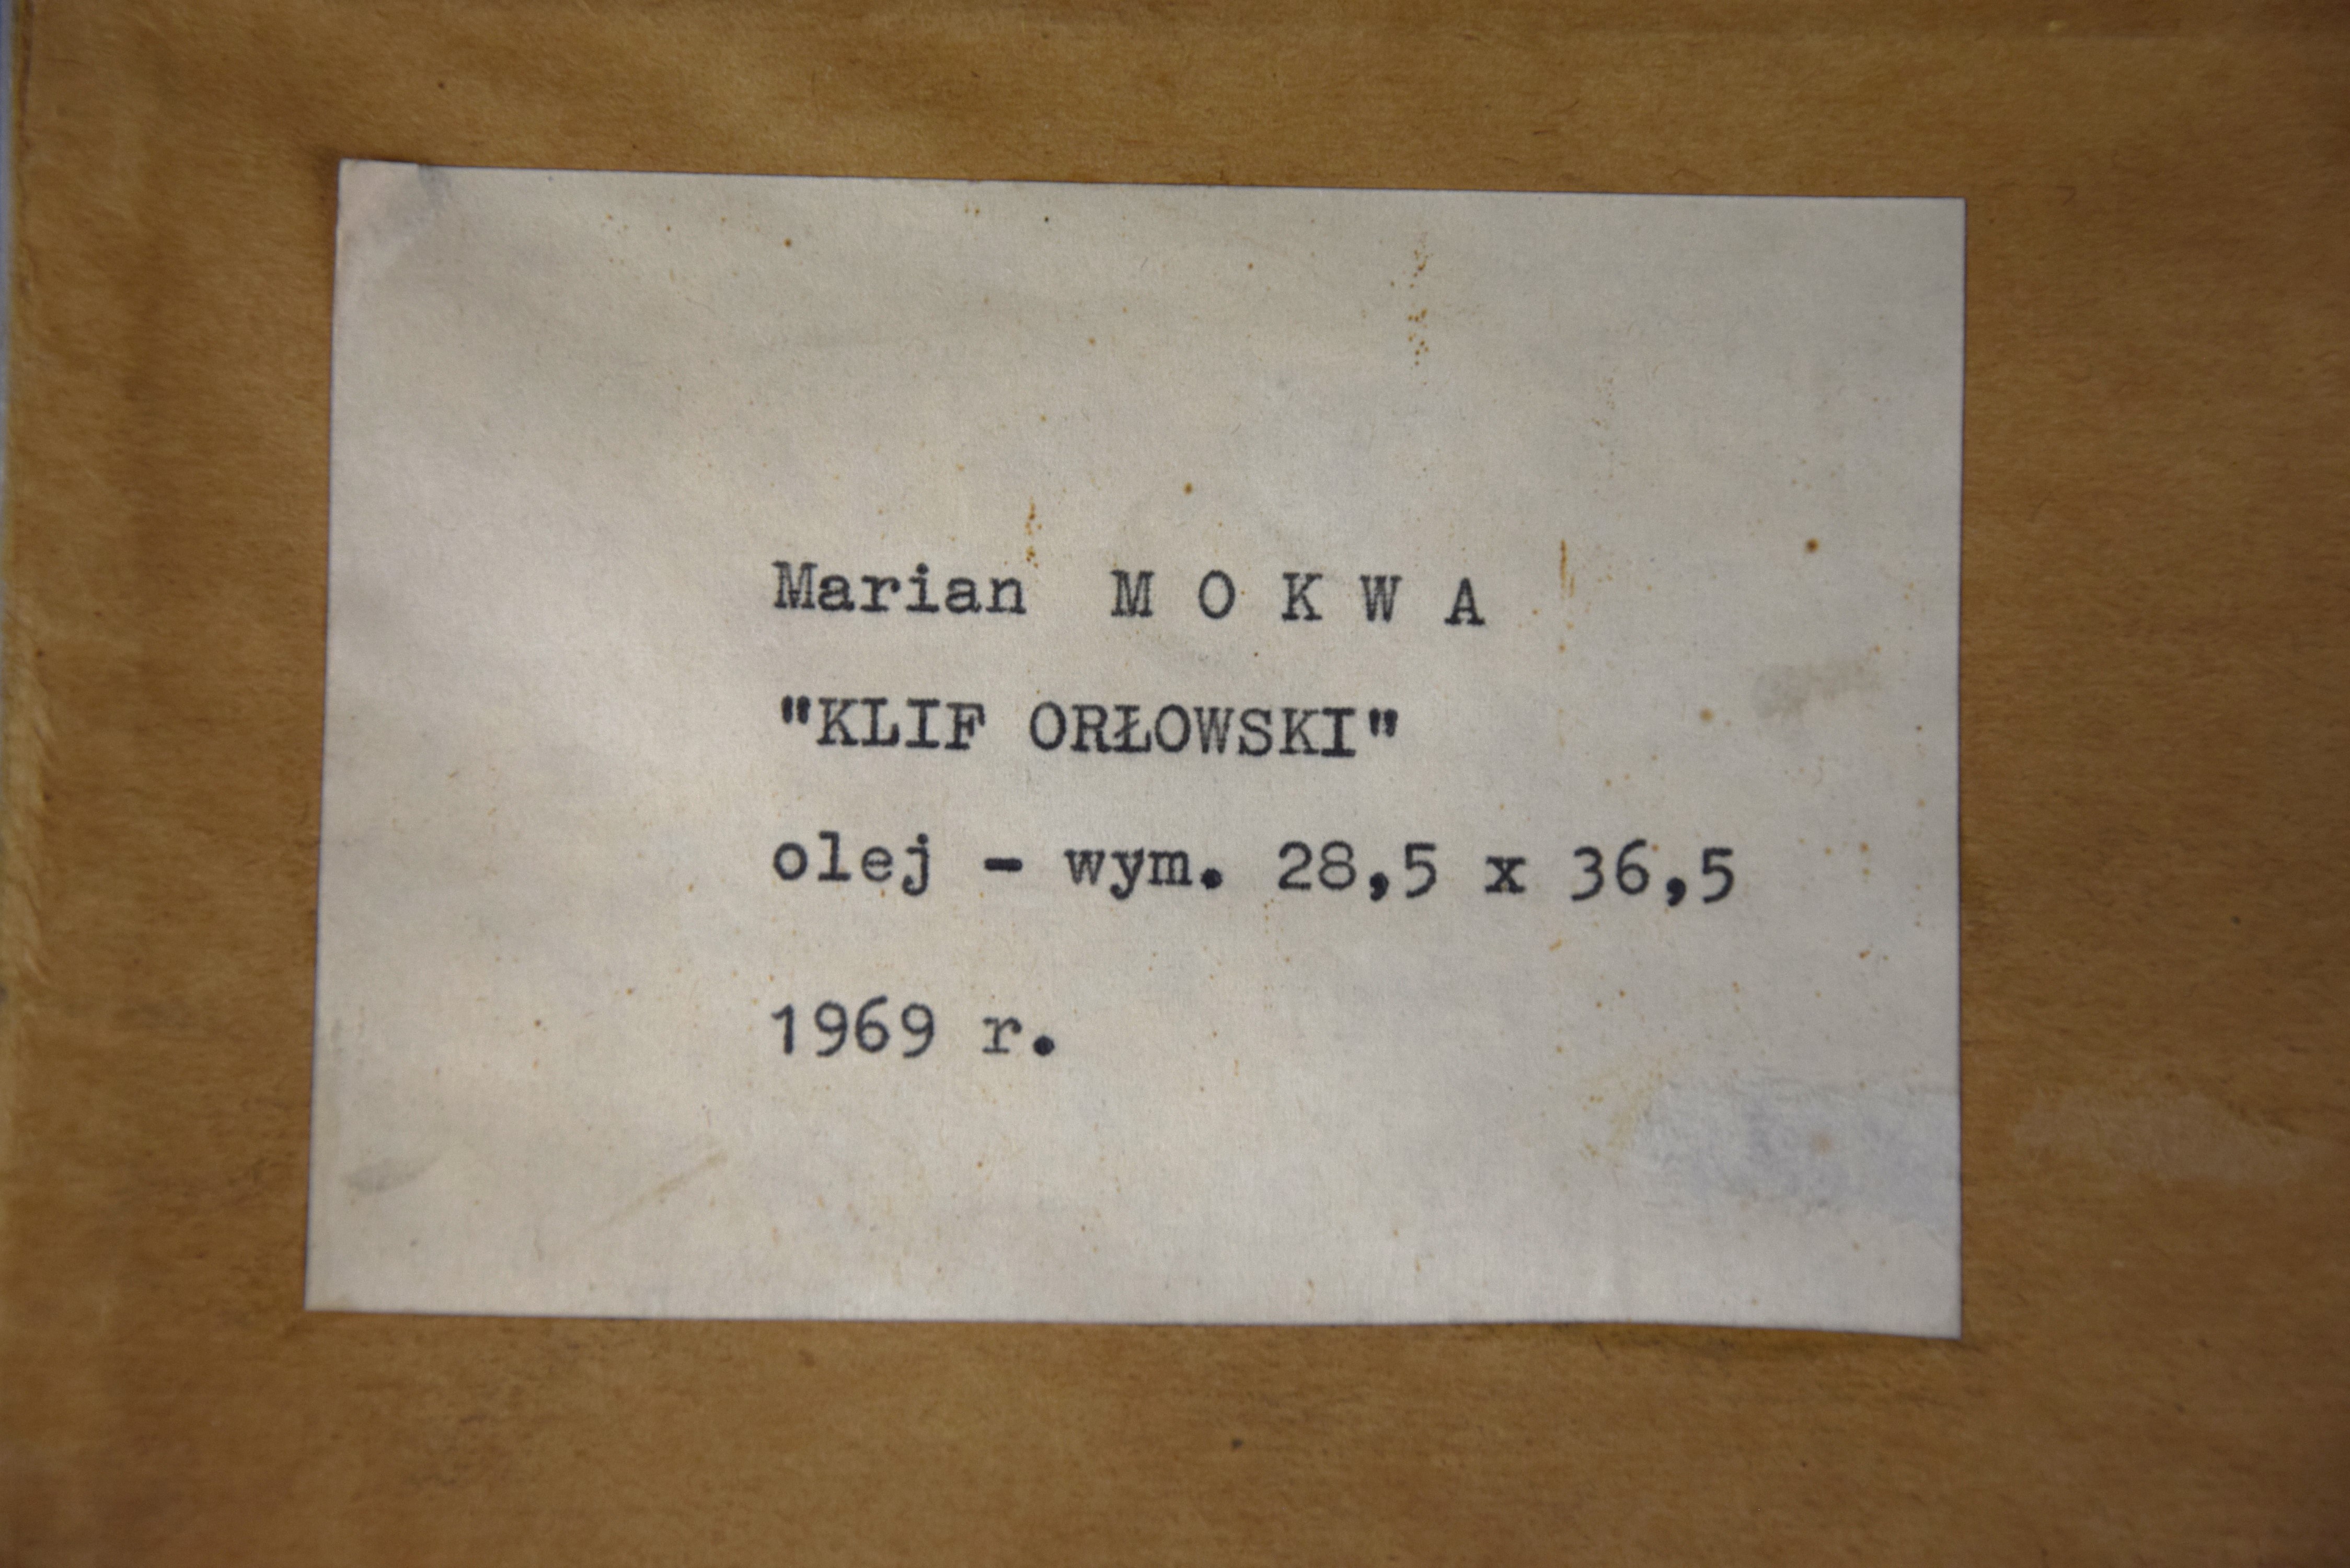 Marian M O K W A
"KLIF ORŁOWSKI"
olej - wym. 28,5 x 36,5
1969 r.